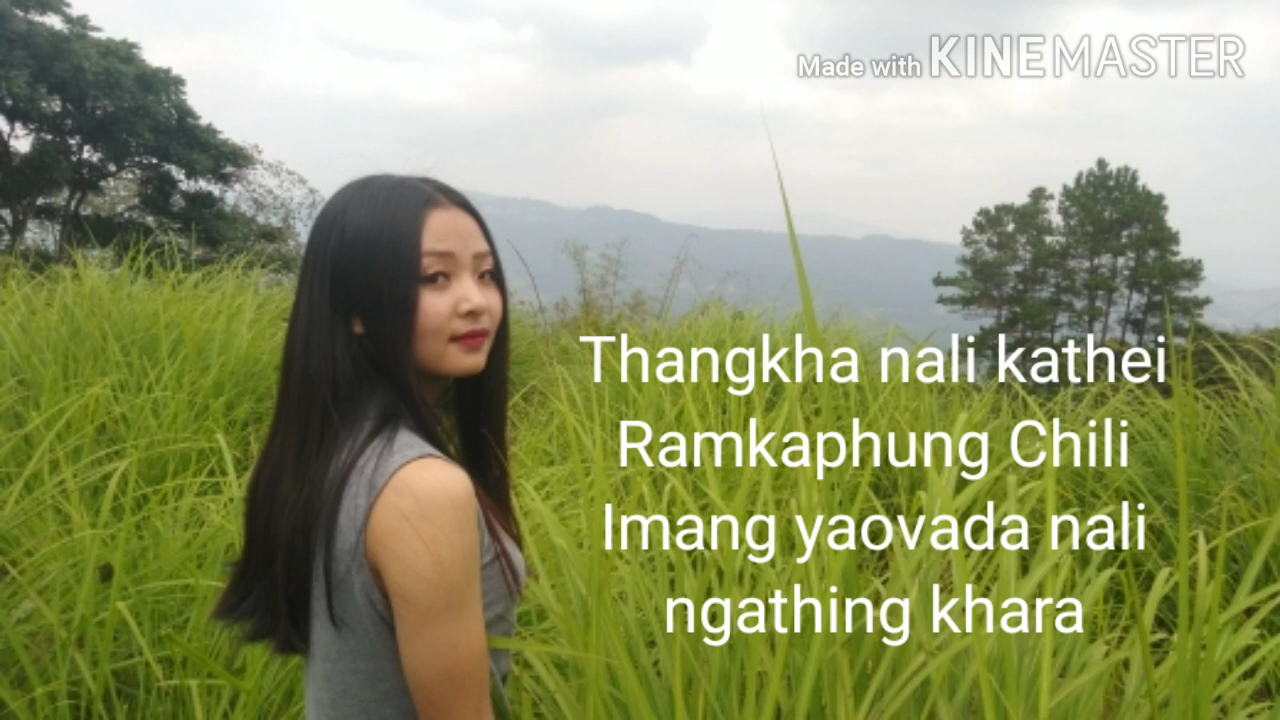 Made with KINEMASTER
Thangkha nali kathei
Ramkaphung Chili
Imang yaovada nali
ngathing khara